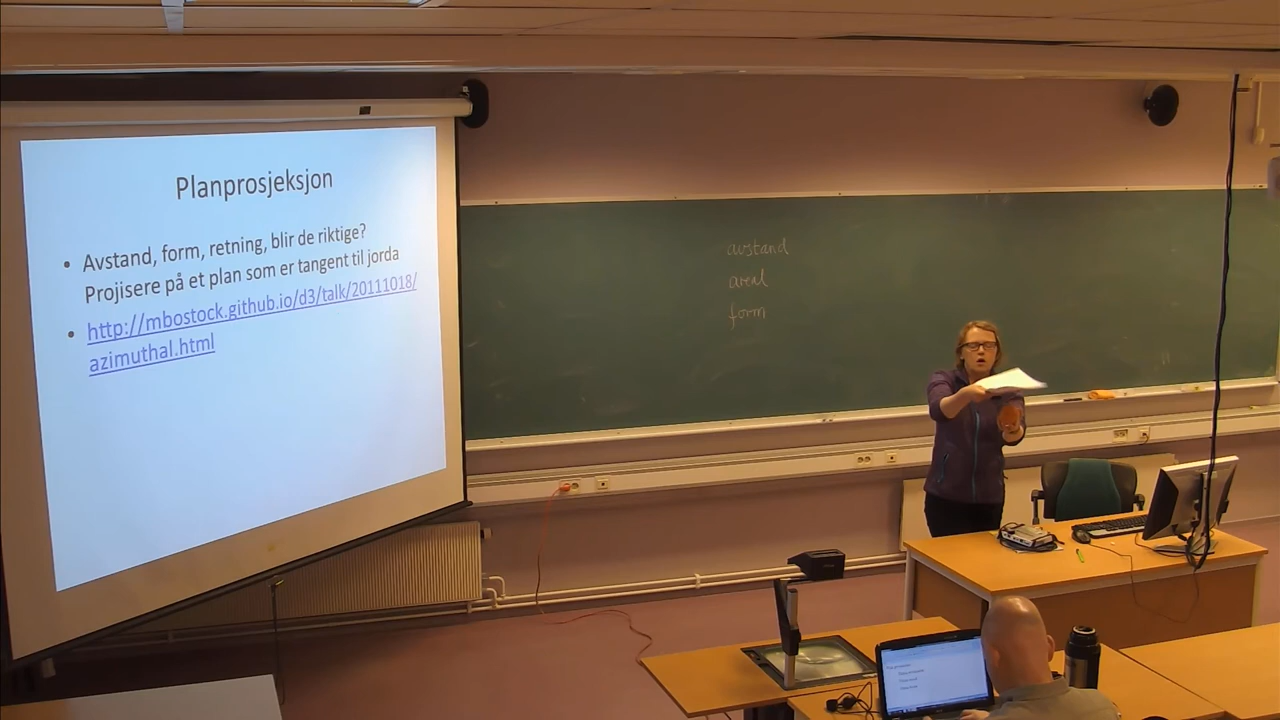 Planprosjeksjon
• Avstand, form, retning, blir de riktige?
Projisere på et plan som er tangent til jorda
• http://mbostock.github.io/d3/talk/20111018/
azimuthal.html
avstand
areal
form